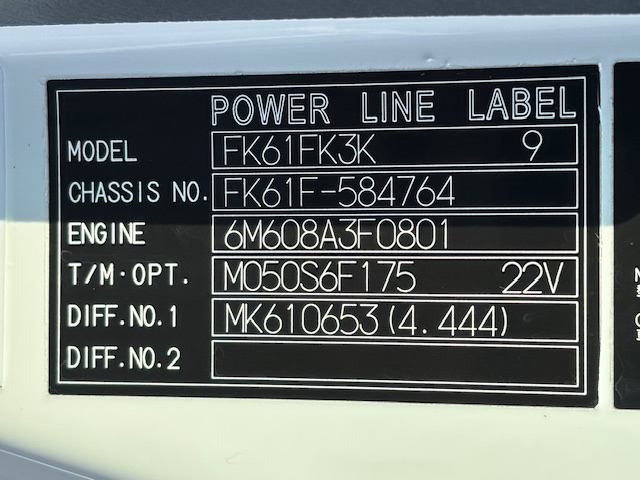 POWER LINE LABEL
MODEL FK61FK3K 9
CHASSIS NO. FK61F-584764
ENGINE 6M608A3F0801
T/M·OPT. M050S6F175 22V
DIFF.NO.1 MK610653(4.444)
DIFF.NO.2